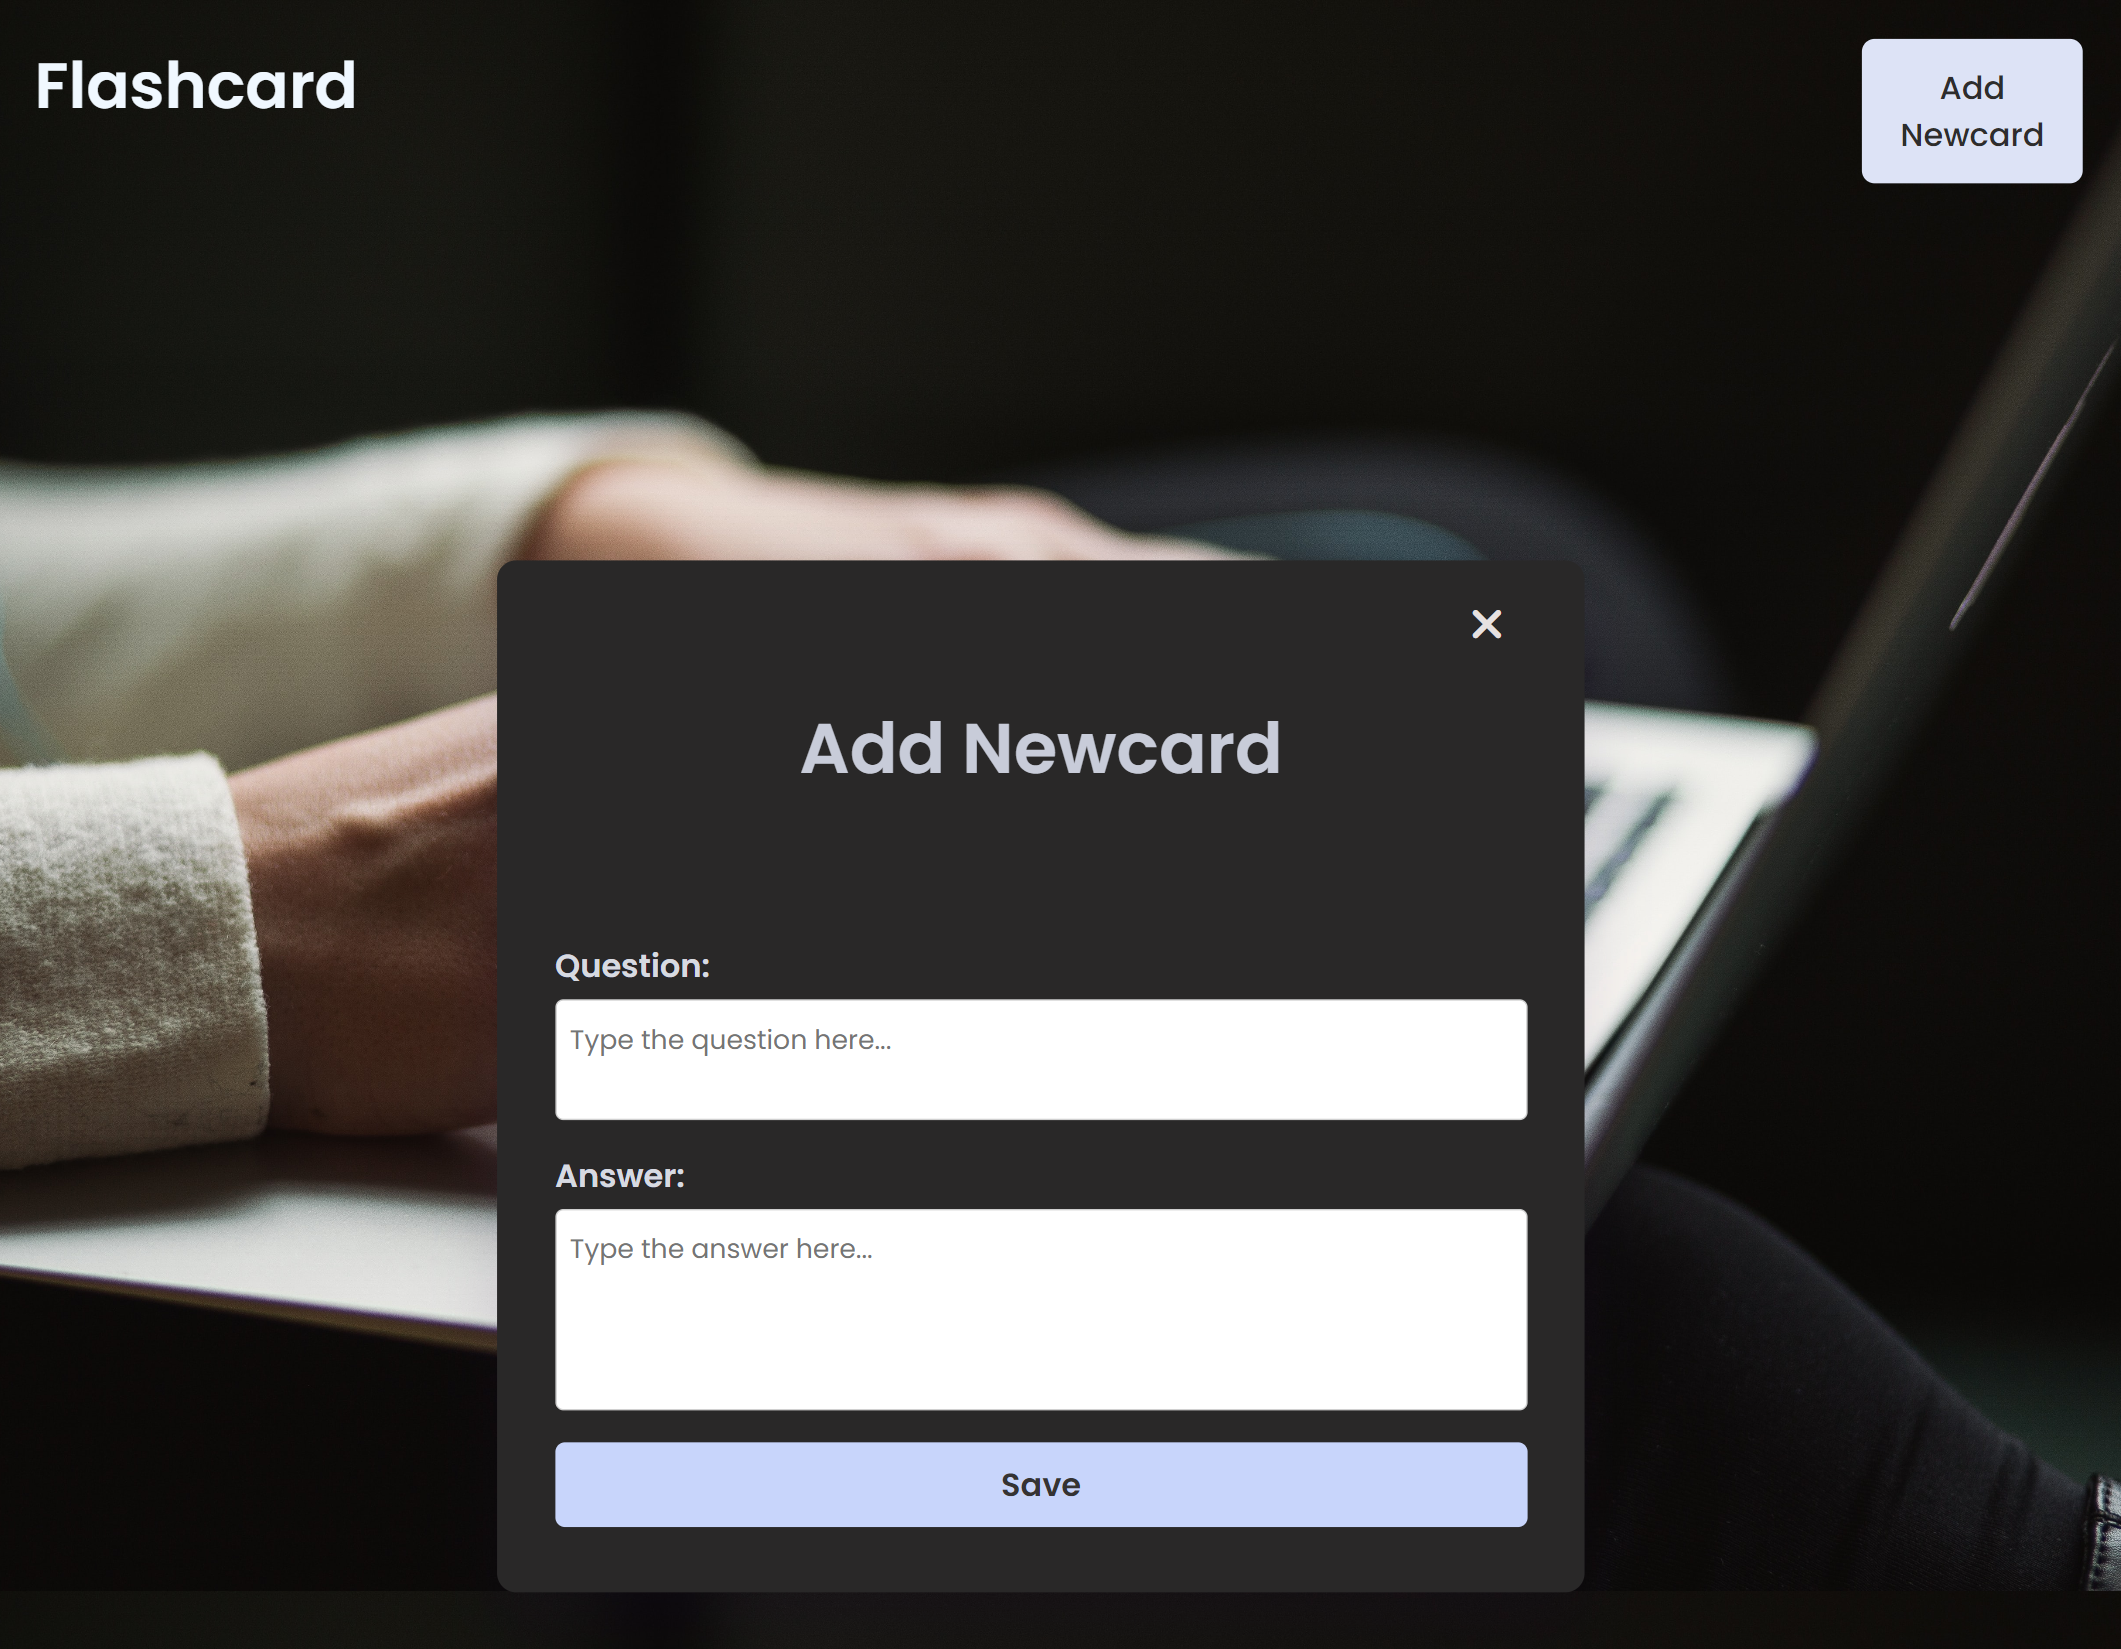 Flashcard
Add
Newcard
Add Newcard
Question:
Type the question here...
Answer:
Type the answer here...
Save